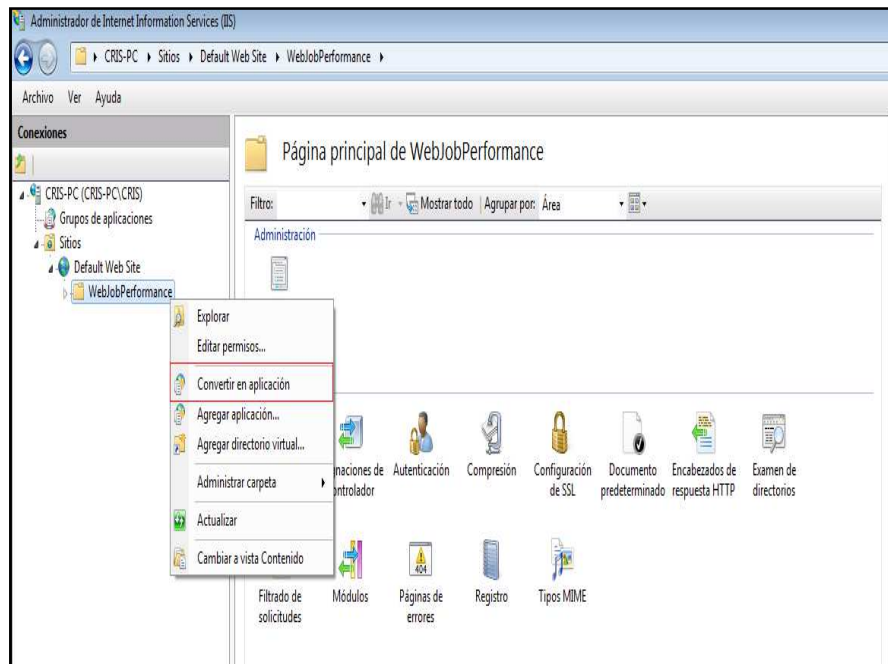 Administrador de Internet Information Services (IIS)
CRIS-PC Sitios Default Web Site WebJobPerformance
Archivo Ver Ayuda
Conexiones
CRIS-PC (CRIS-PC\CRIS)
Grupos de aplicaciones
Sitios
Default Web Site
WebJobPerformance
Explorar
Editar permisos...
Convertir en aplicación
Agregar aplicación...
Agregar directorio virtual...
Administrar carpeta
Actualizar
Cambiar a vista Contenido
Página principal de WebJobPerformance
Filtro: Ir Mostrar todo Agrupar por: Área
Administración
naciones de
ontrolador
Autenticación
Compresión
Configuración
de SSL
Documento
predeterminado
Encabezados de
respuesta HTTP
Examen de
directorios
Filtrado de
solicitudes
Módulos
404
Páginas de
errores
Registro
Tipos MIME